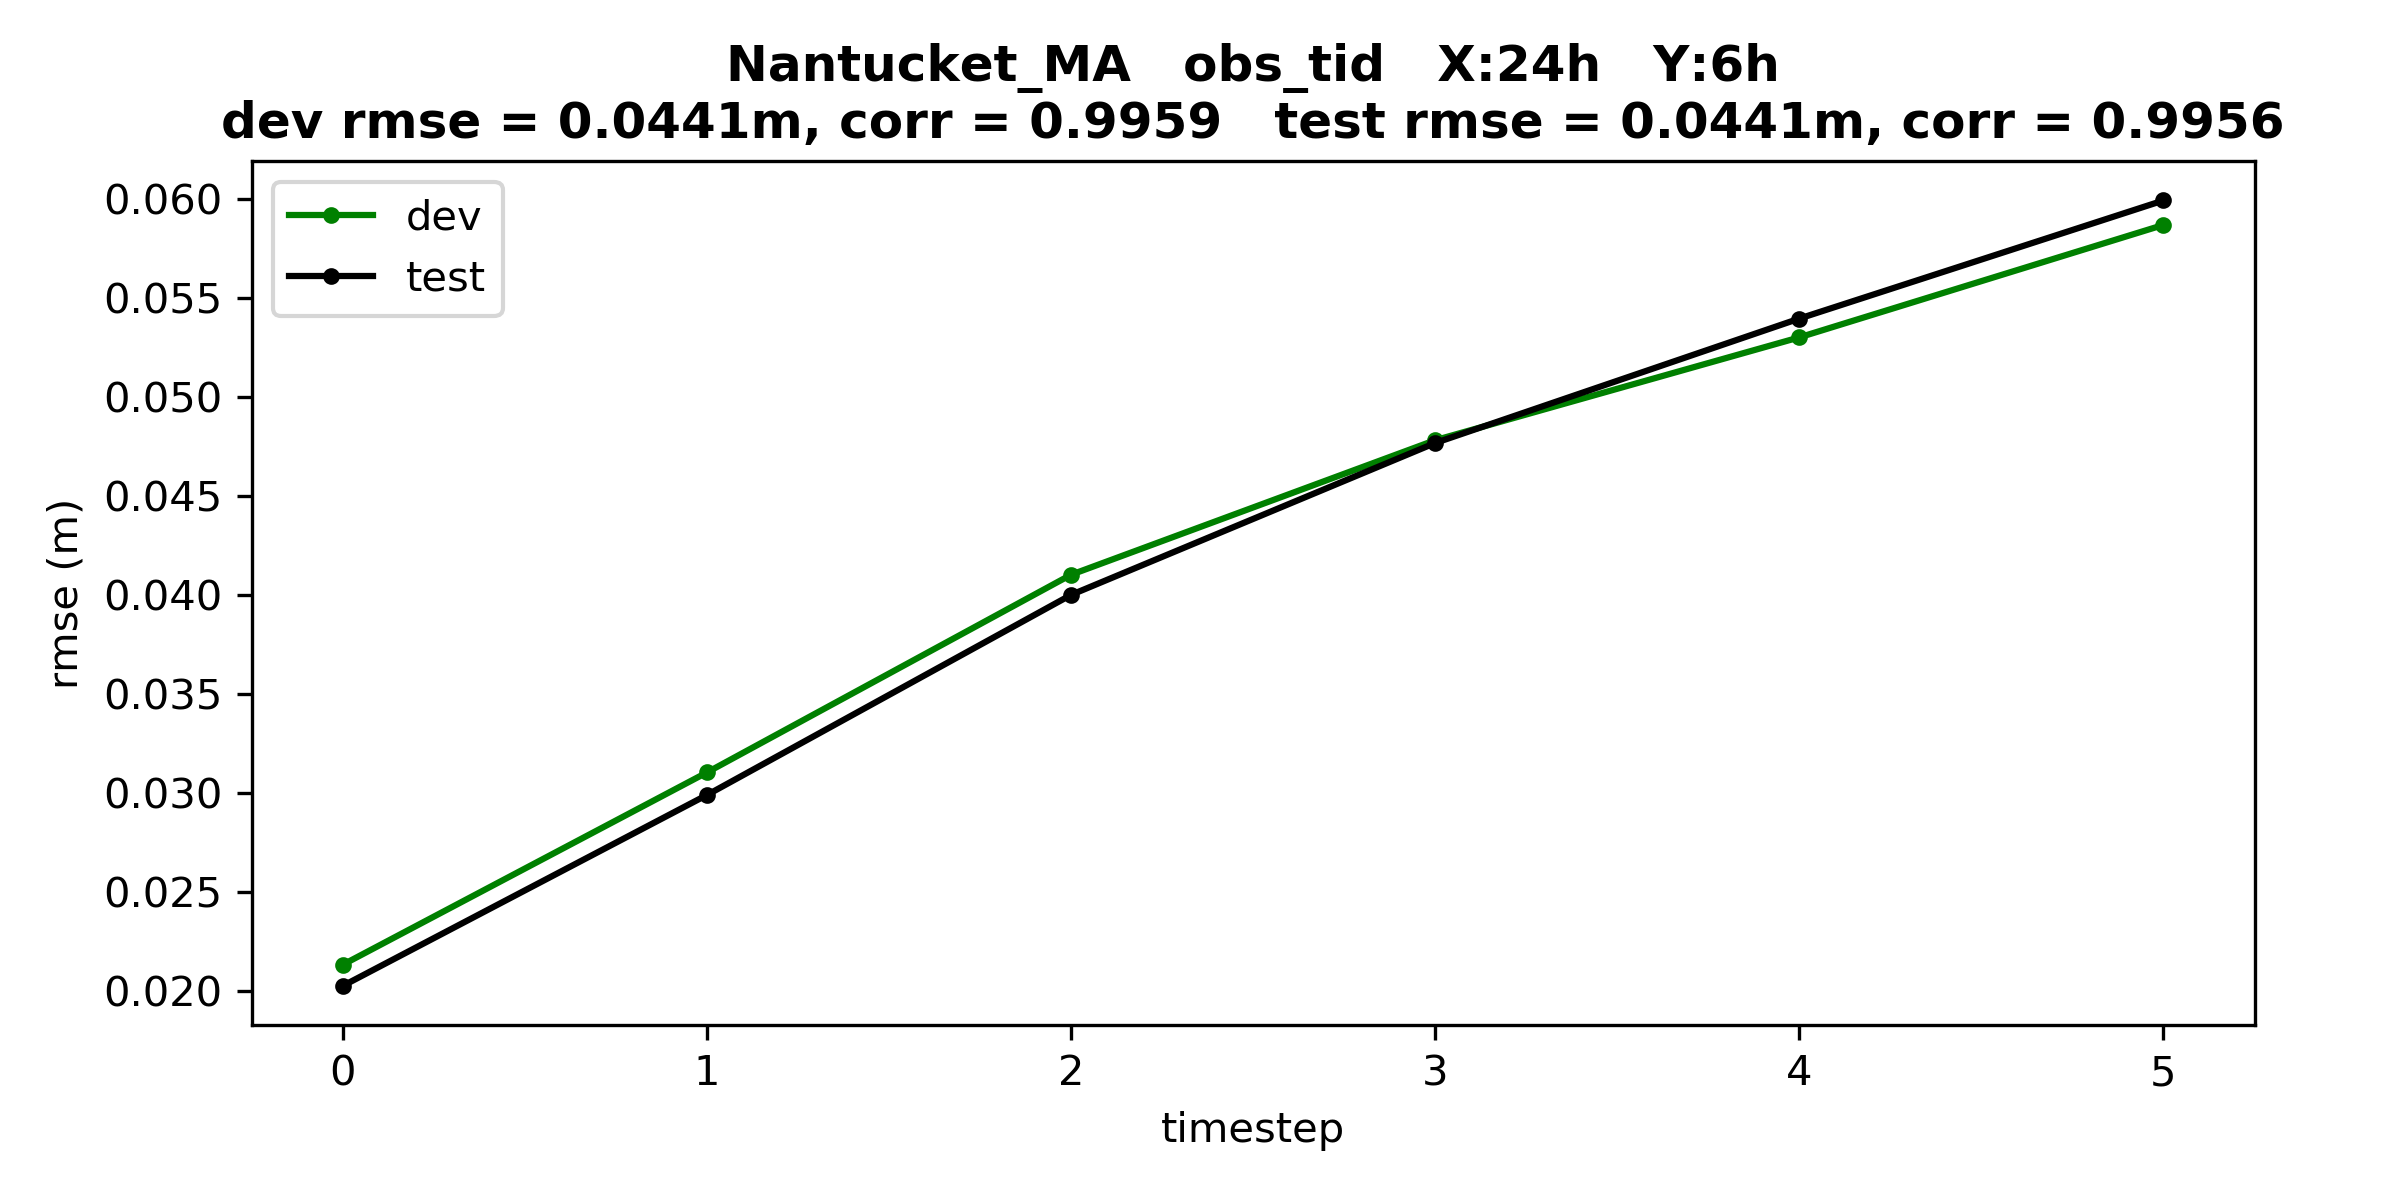 Nantucket_MA   obs_tid   X:24h   Y:6h
dev rmse = 0.0441m, corr = 0.9959   test rmse = 0.0441m, corr = 0.9956
dev
test
0.060
0.055
0.050
0.045
0.040
0.035
0.030
0.025
0.020
rmse (m)
0 1 2 3 4 5
timestep